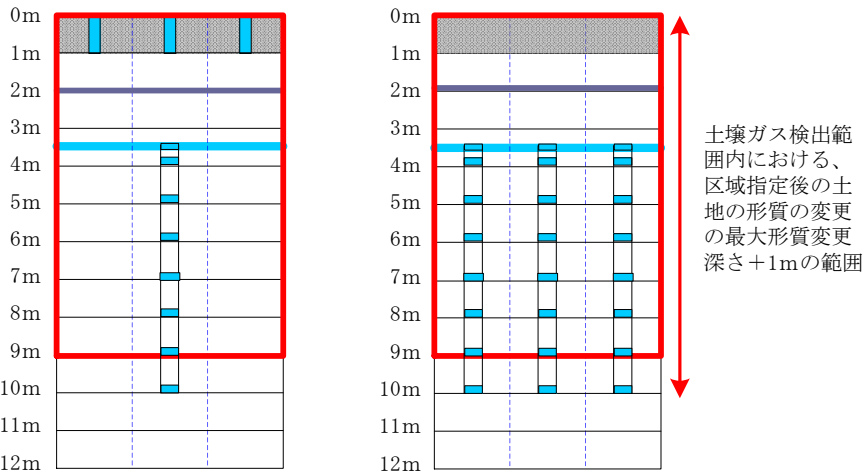 0m
1m
2m
3m
4m
5m
6m
7m
8m
9m
10m
11m
12m
0m
1m
2m
3m
4m
5m
6m
7m
8m
9m
10m
11m
12m
土壌ガス検出範
囲内における、
区域指定後の土
地の形質の変更
の最大形質変更
深さ+1mの範囲